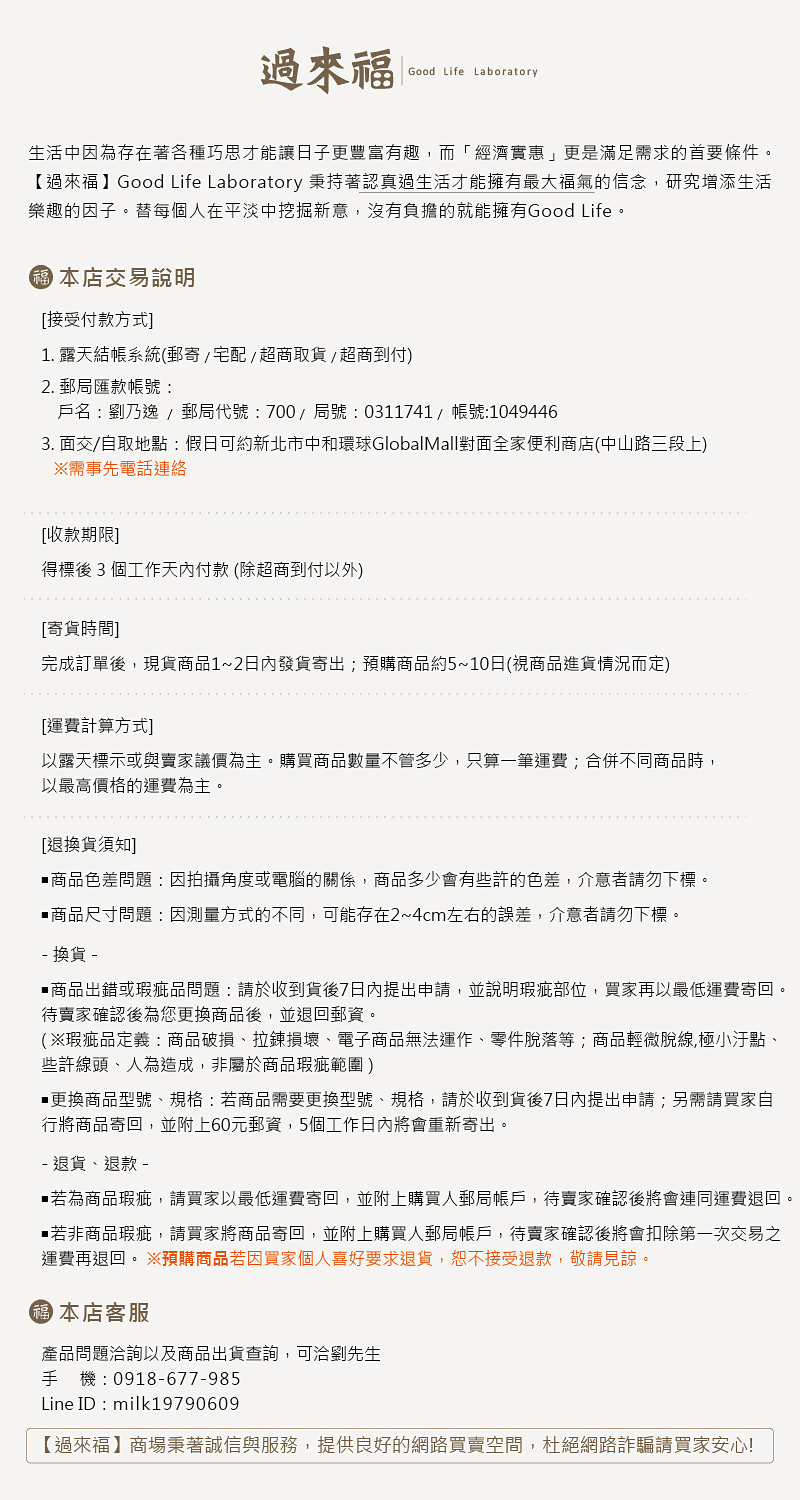 過來福 Good Life Laboratory
生活中因為存在著各種巧思才能讓日子更豐富有趣，而「經濟實惠」更是滿足需求的首要條件。
【過來福】Good Life Laboratory 秉持著認真過生活才能擁有最大福氣的信念，研究增添生活
樂趣的因子。替每個人在平淡中挖掘新意，沒有負擔的就能擁有Good Life。
福 本店交易說明
[接受付款方式]
1. 露天結帳系統(郵寄 / 宅配 / 超商取貨 / 超商到付)
2. 郵局匯款帳號：
戶名：劉乃逸 / 郵局代號：700 / 局號：0311741 / 帳號:1049446
3. 面交/自取地點：假日可約新北市中和環球GlobalMall對面全家便利商店(中山路三段上)
※需事先電話連絡
[收款期限]
得標後 3 個工作天內付款 (除超商到付以外)
[寄貨時間]
完成訂單後，現貨商品1~2日內發貨寄出；預購商品約5~10日(視商品進貨情況而定)
[運費計算方式]
以露天標示或與賣家議價為主。購買商品數量不管多少，只算一筆運費；合併不同商品時，
以最高價格的運費為主。
[退換貨須知]
▪商品色差問題：因拍攝角度或電腦的關係，商品多少會有些許的色差，介意者請勿下標。
▪商品尺寸問題：因測量方式的不同，可能存在2~4cm左右的誤差，介意者請勿下標。
- 換貨 -
▪商品出錯或瑕疵品問題：請於收到貨後7日內提出申請，並說明瑕疵部位，買家再以最低運費寄回。
待賣家確認後為您更換商品後，並退回郵資。
(※瑕疵品定義：商品破損、拉鍊損壞、電子商品無法運作、零件脫落等；商品輕微脫線,極小汙點、
些許線頭、人為造成，非屬於商品瑕疵範圍)
▪更換商品型號、規格：若商品需要更換型號、規格，請於收到貨後7日內提出申請；另需請買家自
行將商品寄回，並附上60元郵資，5個工作日內將會重新寄出。
- 退貨、退款 -
▪若為商品瑕疵，請買家以最低運費寄回，並附上購買人郵局帳戶，待賣家確認後將會連同運費退回。
▪若非商品瑕疵，請買家將商品寄回，並附上購買人郵局帳戶，待賣家確認後將會扣除第一次交易之
運費再退回。※預購商品若因買家個人喜好要求退貨，恕不接受退款，敬請見諒。
福 本店客服
產品問題洽詢以及商品出貨查詢，可洽劉先生
手　機：0918-677-985
Line ID：milk19790609
【過來福】商場秉著誠信與服務，提供良好的網路買賣空間，杜絕網路詐騙請買家安心!